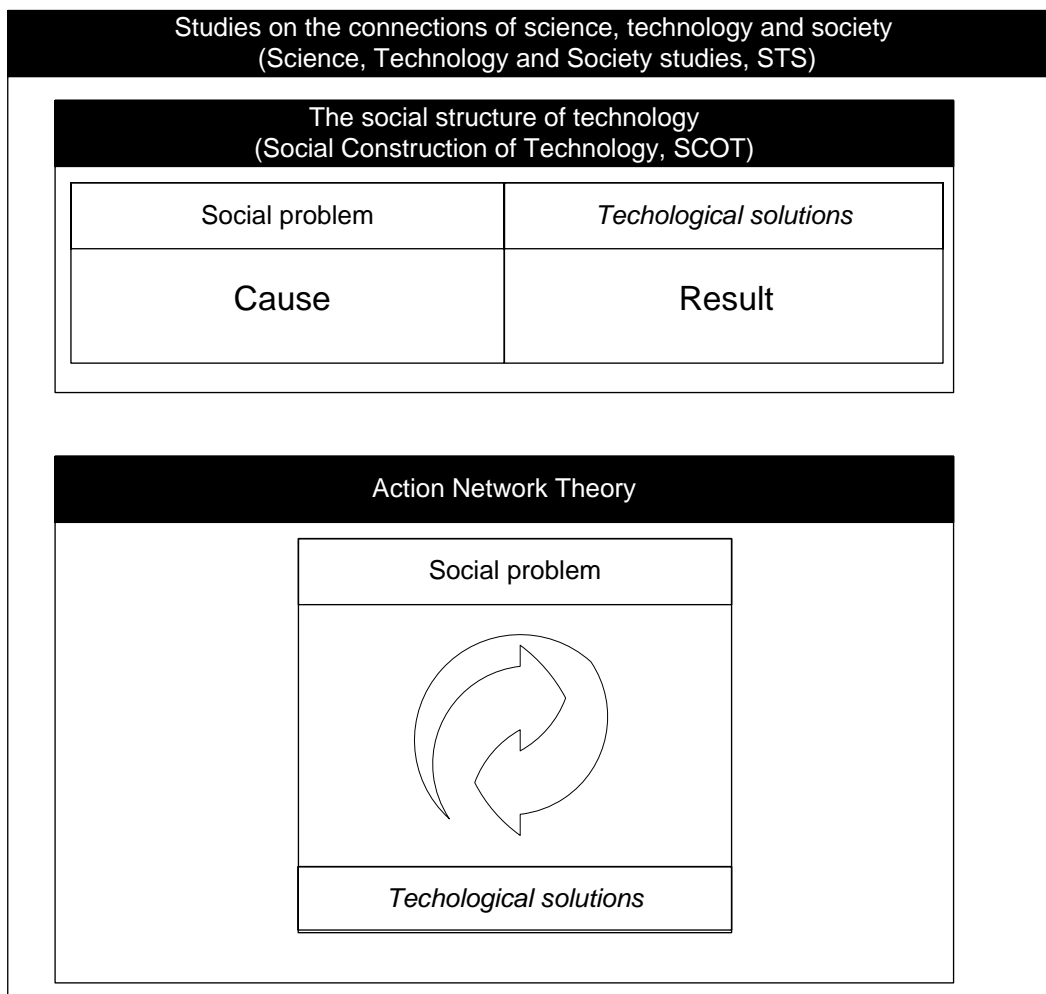 Studies on the connections of science, technology and society
(Science, Technology and Society studies, STS)
The social structure of technology
(Social Construction of Technology, SCOT)
Social problem
Techological solutions
Cause
Result
Action Network Theory
Social problem
Techological solutions